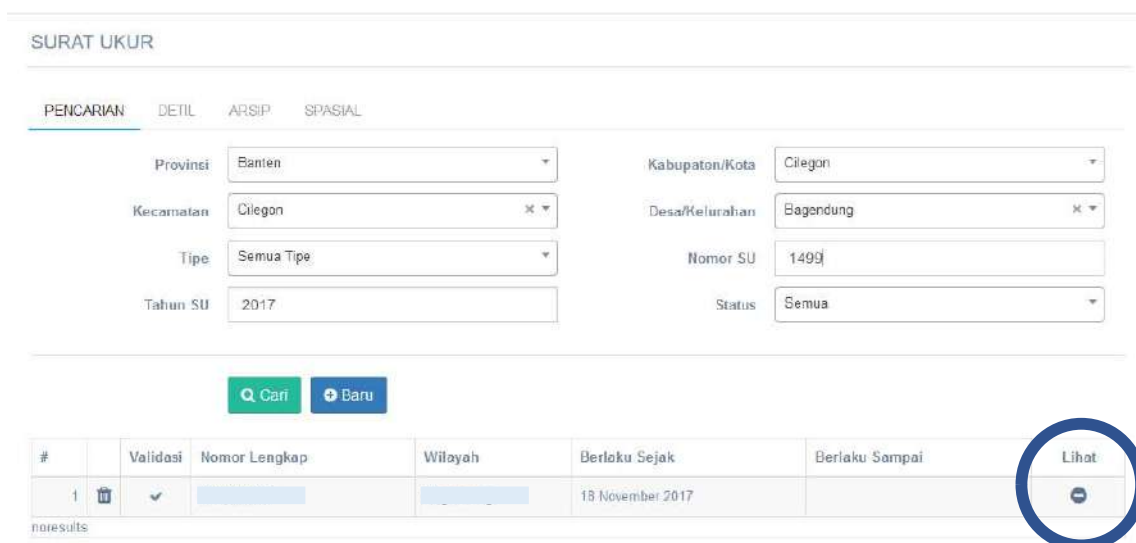 SURAT UKUR
PENCARIAN DETIL ARSIP SPASIAL
Provinsi Banten Kabupaton/Kota Cilegon
Kecamatan Cilegon Desa/Kelurahan Bagendung
Tipe Semua Tipe Nomor SU 1499
Tahun SU 2017 Status Semua
Cari Baru
# Validasi Nomor Lengkap Wilayah Berlaku Sejak Berlaku Sampai Lihat
1 18 November 2017
noresults